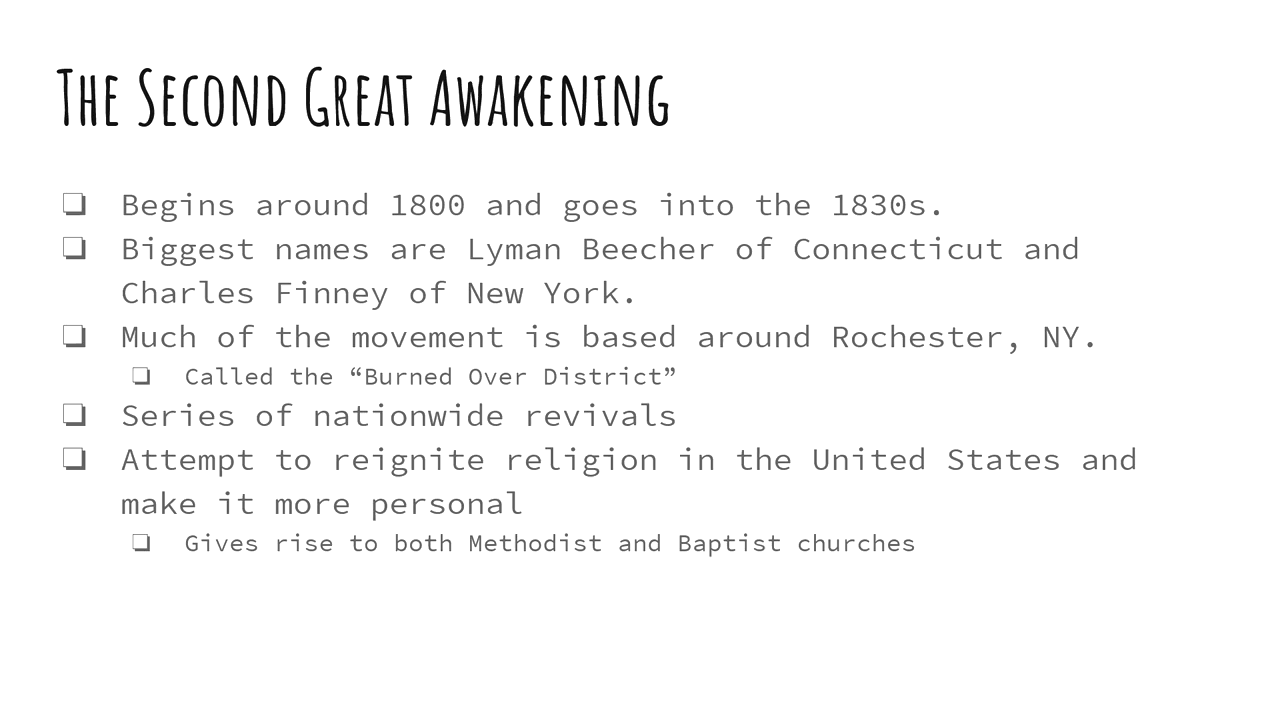 The Second Great Awakening
❏ Begins around 1800 and goes into the 1830s.
❏ Biggest names are Lyman Beecher of Connecticut and
Charles Finney of New York.
❏ Much of the movement is based around Rochester, NY.
❏ Called the “Burned Over District”
❏ Series of nationwide revivals
❏ Attempt to reignite religion in the United States and
make it more personal
❏ Gives rise to both Methodist and Baptist churches